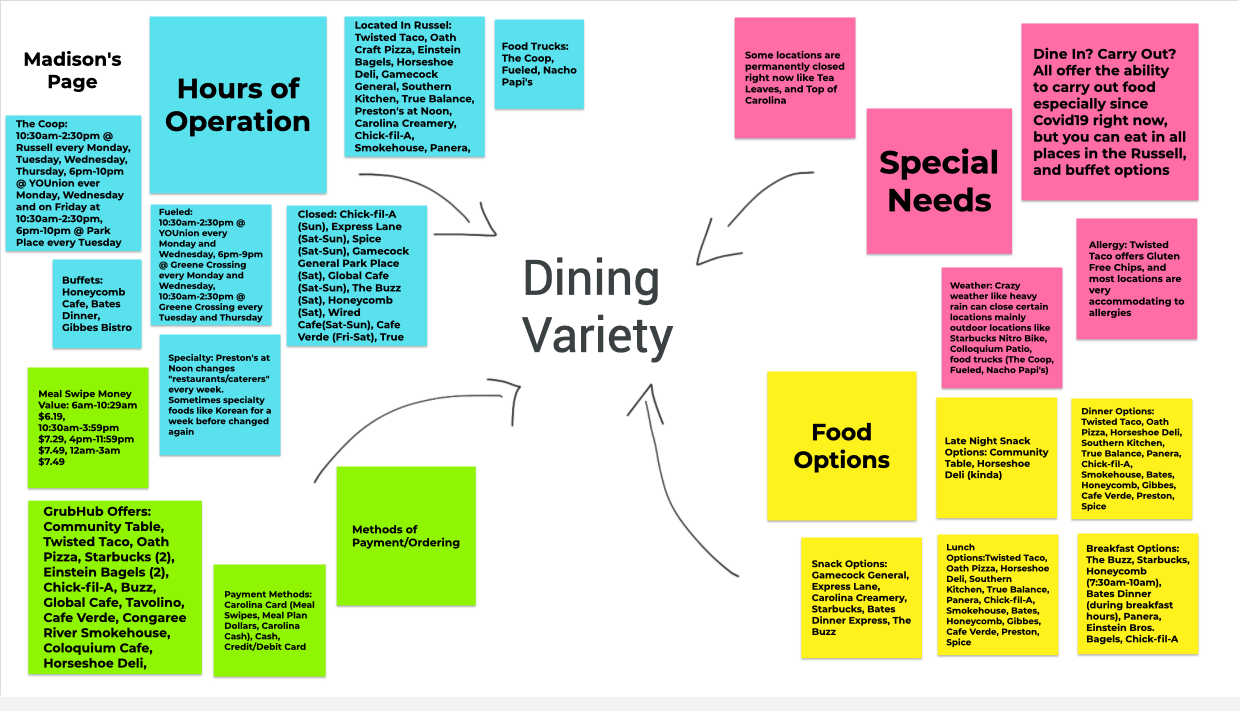 Madison's
Page
Hours of
Operation
Located In Russel:
Twisted Taco, Oath
Craft Pizza, Einstein
Bagels, Horseshoe
Deli, Gamecock
General, Southern
Kitchen, True Balance,
Preston's at Noon,
Carolina Creamery,
Chick-fil-A,
Smokehouse, Panera,
Food Trucks:
The Coop,
Fueled, Nacho
Papi's
The Coop:
10:30am-2:30pm @
Russell every Monday,
Tuesday, Wednesday,
Thursday, 6pm-10pm
@ YOUnion ever
Monday, Wednesday
and on Friday at
10:30am-2:30pm,
6pm-10pm @ Park
Place every Tuesday
Fueled:
10:30am-2:30pm @
YOUnion every
Monday and
Wednesday, 6pm-9pm
@ Greene Crossing
every Monday and
Wednesday,
10:30am-2:30pm @
Greene Crossing every
Tuesday and Thursday
Closed: Chick-fil-A
(Sun), Express Lane
(Sat-Sun), Spice
(Sat-Sun), Gamecock
General Park Place
(Sat), Global Cafe
(Sat-Sun), The Buzz
(Sat), Honeycomb
(Sat), Wired
Cafe(Sat-Sun), Cafe
Verde (Fri-Sat), True
Buffets:
Honeycomb
Cafe, Bates
Dinner,
Gibbes Bistro
Specialty: Preston's at
Noon changes
"restaurants/caterers"
every week.
Sometimes specialty
foods like Korean for a
week before changed
again
Meal Swipe Money
Value: 6am-10:29am
$6.19,
10:30am-3:59pm
$7.29, 4pm-11:59pm
$7.49, 12am-3am
$7.49
GrubHub Offers:
Community Table,
Twisted Taco, Oath
Pizza, Starbucks (2),
Einstein Bagels (2),
Chick-fil-A, Buzz,
Global Cafe, Tavolino,
Cafe Verde, Congaree
River Smokehouse,
Coloquium Cafe,
Horseshoe Deli,
Payment Methods:
Carolina Card (Meal
Swipes, Meal Plan
Dollars, Carolina
Cash), Cash,
Credit/Debit Card
Methods of
Payment/Ordering
Dining
Variety
Some locations are
permanently closed
right now like Tea
Leaves, and Top of
Carolina
Special
Needs
Dine In? Carry Out?
All offer the ability
to carry out food
especially since
Covid19 right now,
but you can eat in all
places in the Russell,
and buffet options
Allergy: Twisted
Taco offers Gluten
Free Chips, and
most locations are
very
accommodating to
allergies
Weather: Crazy
weather like heavy
rain can close certain
locations mainly
outdoor locations like
Starbucks Nitro Bike,
Colloquium Patio,
food trucks (The Coop,
Fueled, Nacho Papi's)
Food
Options
Late Night Snack
Options: Community
Table, Horseshoe
Deli (kinda)
Dinner Options:
Twisted Taco, Oath
Pizza, Horseshoe Deli,
Southern Kitchen,
True Balance, Panera,
Chick-fil-A,
Smokehouse, Bates,
Honeycomb, Gibbes,
Cafe Verde, Preston,
Spice
Snack Options:
Gamecock General,
Express Lane,
Carolina Creamery,
Starbucks, Bates
Dinner Express, The
Buzz
Lunch
Options:Twisted Taco,
Oath Pizza, Horseshoe
Deli, Southern
Kitchen, True Balance,
Panera, Chick-fil-A,
Smokehouse, Bates,
Honeycomb, Gibbes,
Cafe Verde, Preston,
Spice
Breakfast Options:
The Buzz, Starbucks,
Honeycomb
(7:30am-10am),
Bates Dinner
(during breakfast
hours), Panera,
Einstein Bros.
Bagels, Chick-fil-A